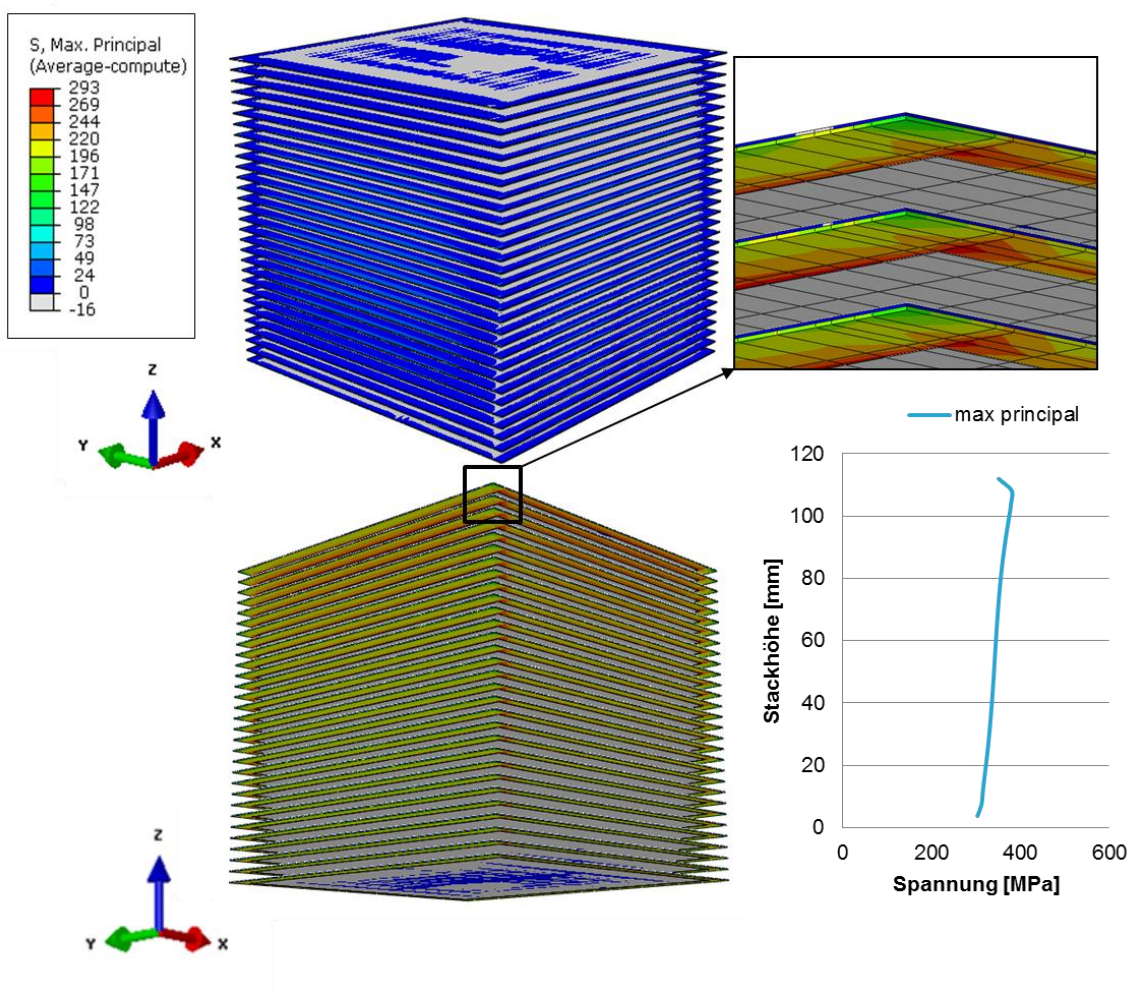 S, Max. Principal
(Average-compute)
293
269
244
220
196
171
147
122
98
73
49
24
0
-16
Z
Y
X
max principal
120
100
80
60
40
20
0
Stackhöhe [mm]
0
200
400
600
Spannung [MPa]
Z
Y
X